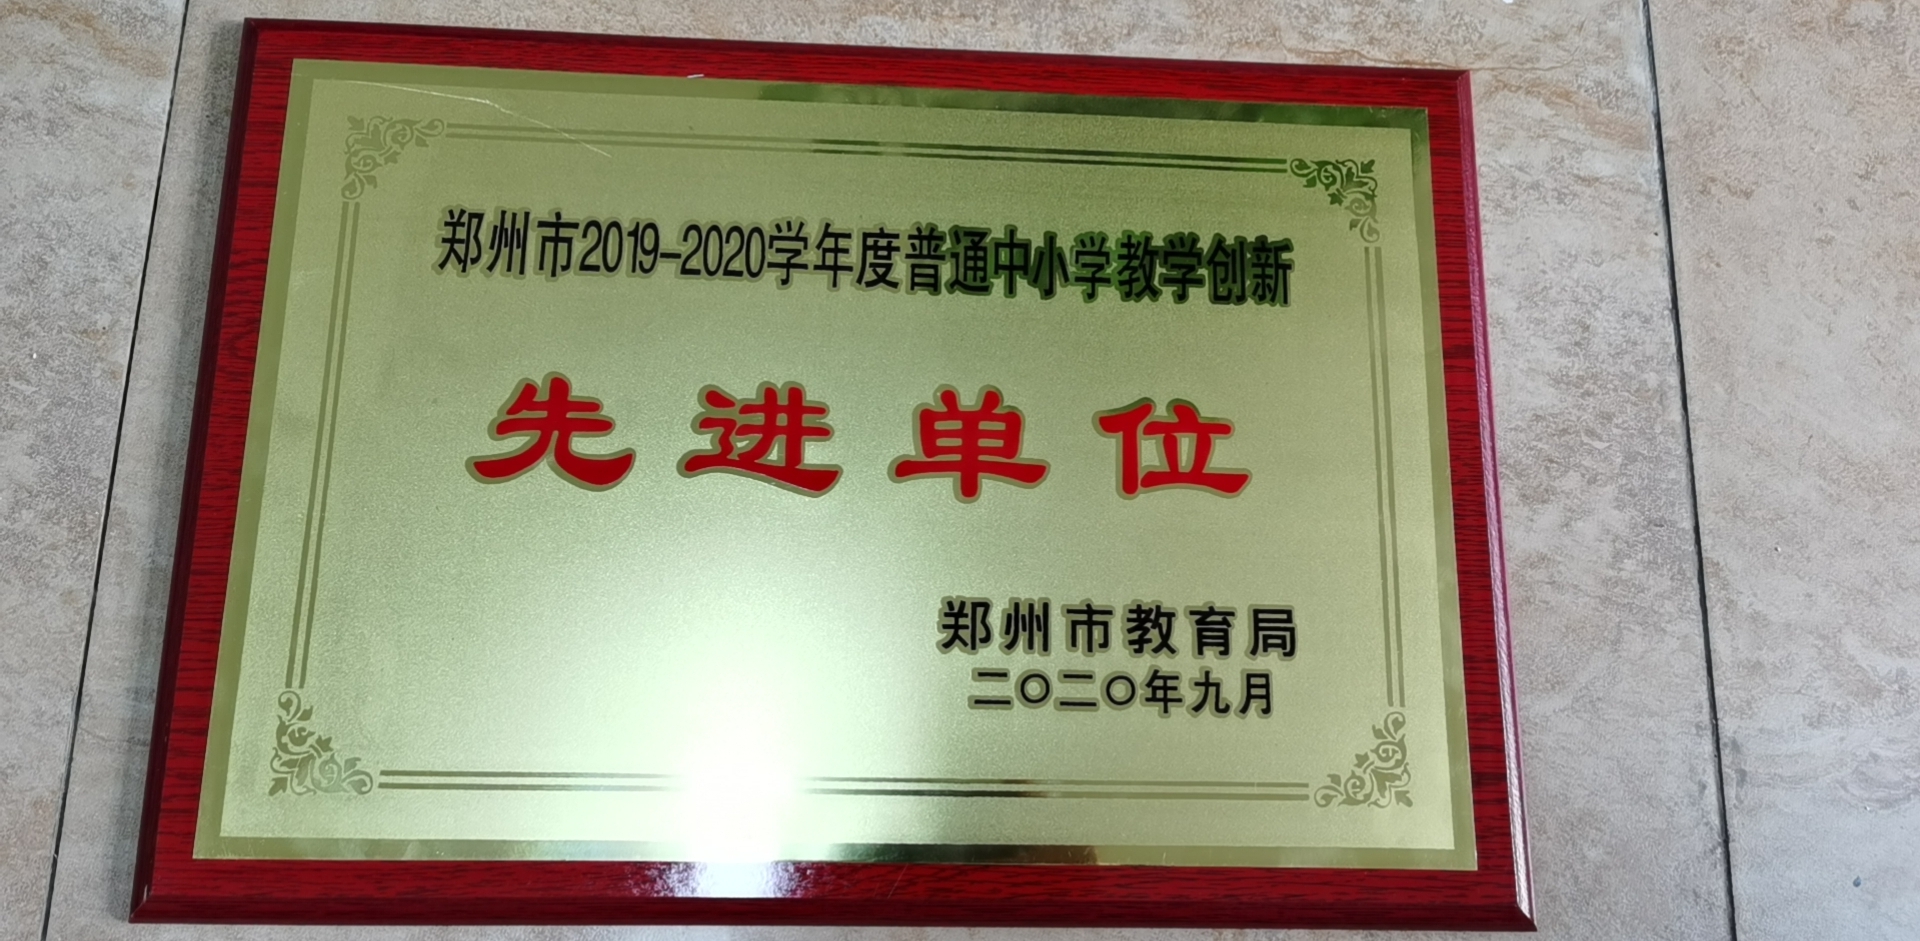 郑州市2019-2020学年度普通中小学教学创新
先进单位
郑州市教育局
二〇二〇年九月